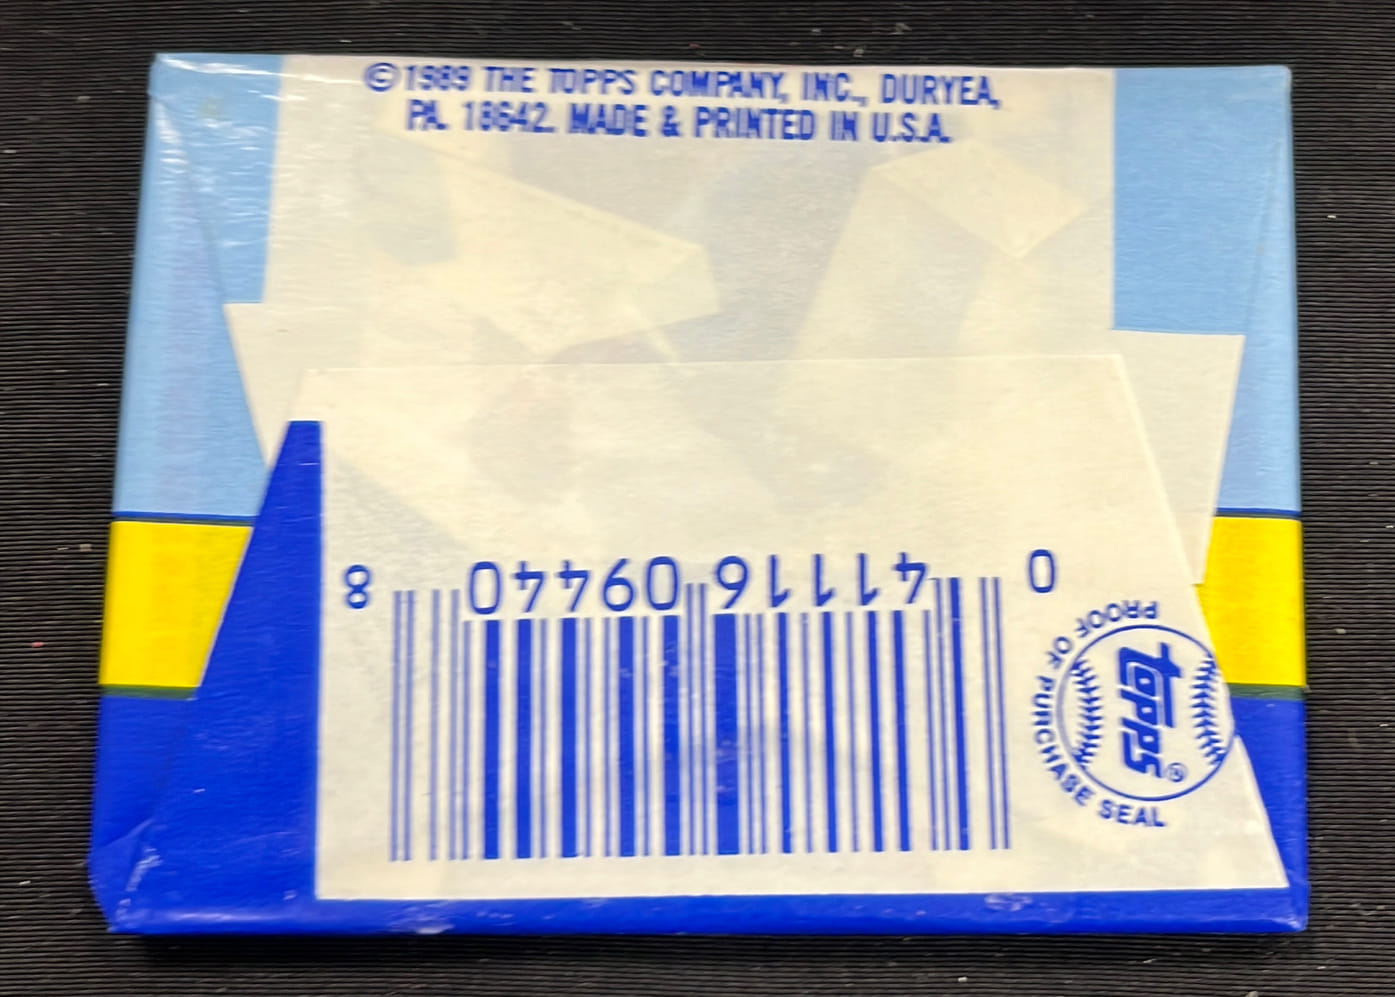 ©1989 THE TOPPS COMPANY, INC., DURYEA,
PA. 18642. MADE & PRINTED IN U.S.A.
0 41116 09440 8
topps®
PROOF OF PURCHASE SEAL